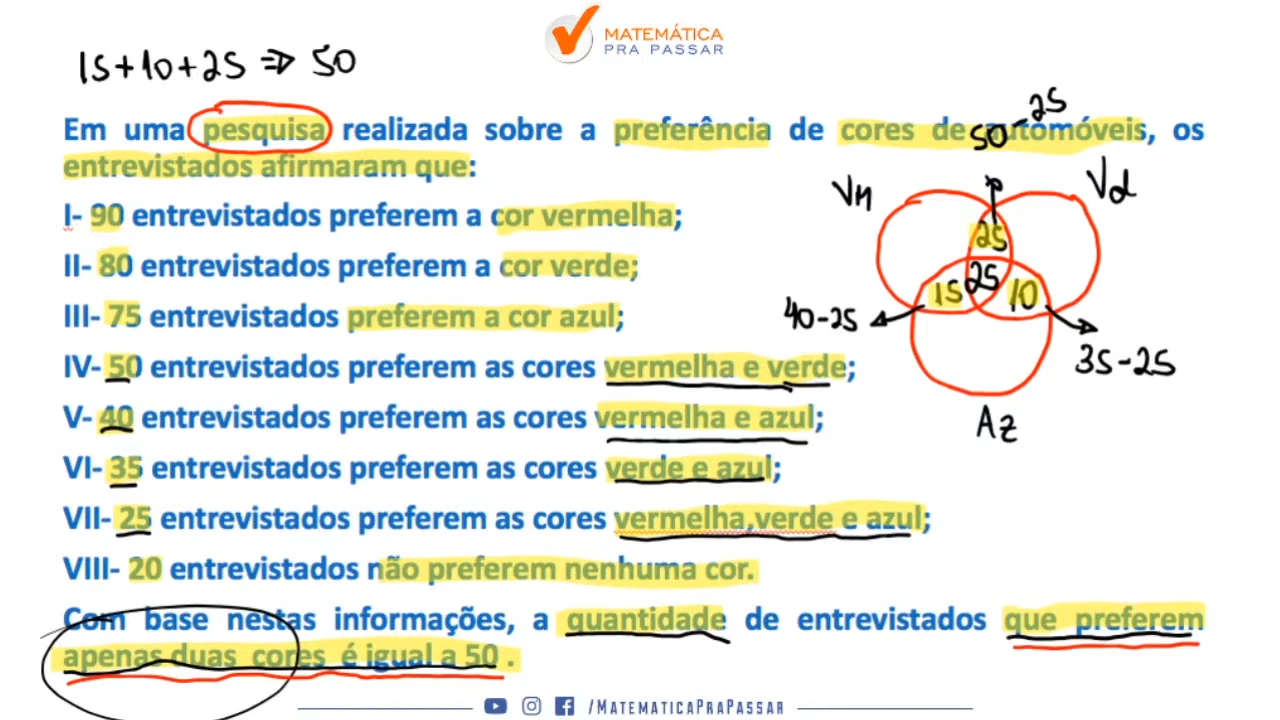 MATEMÁTICA
PRA PASSAR
15+10+25 ⇒ 50
50-25
Em uma pesquisa realizada sobre a preferência de cores de automóveis, os
entrevistados afirmaram que:
I- 90 entrevistados preferem a cor vermelha;
II- 80 entrevistados preferem a cor verde;
III- 75 entrevistados preferem a cor azul;
IV- 50 entrevistados preferem as cores vermelha e verde;
V- 40 entrevistados preferem as cores vermelha e azul;
VI- 35 entrevistados preferem as cores verde e azul;
VII- 25 entrevistados preferem as cores vermelha,verde e azul;
VIII- 20 entrevistados não preferem nenhuma cor.
Com base nestas informações, a quantidade de entrevistados que preferem
apenas duas cores é igual a 50 .
Vm
Vd
25
25
15
10
40-25
35-25
Az
/MATEMATICAPRAPASSAR